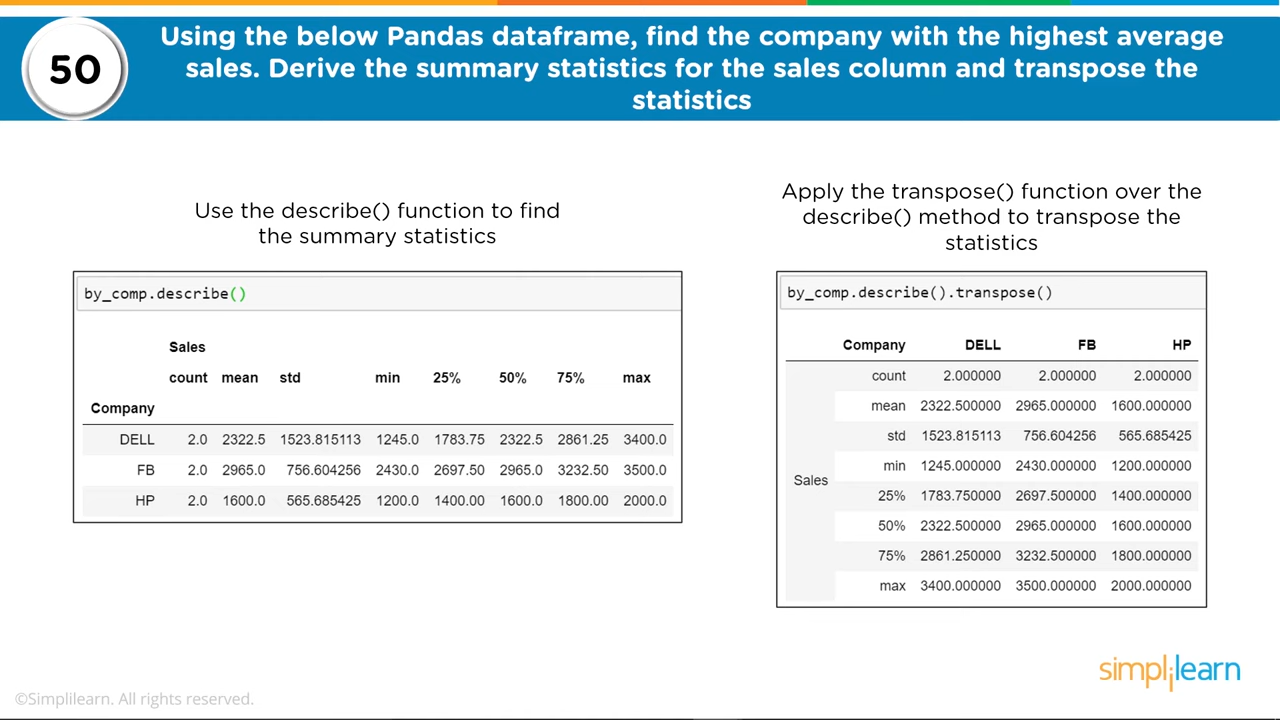 50
Using the below Pandas dataframe, find the company with the highest average
sales. Derive the summary statistics for the sales column and transpose the
statistics
Use the describe() function to find
the summary statistics
by_comp.describe()
Sales
count mean std min 25% 50% 75% max
Company
DELL 2.0 2322.5 1523.815113 1245.0 1783.75 2322.5 2861.25 3400.0
FB 2.0 2965.0 756.604256 2430.0 2697.50 2965.0 3232.50 3500.0
HP 2.0 1600.0 565.685425 1200.0 1400.00 1600.0 1800.00 2000.0
Apply the transpose() function over the
describe() method to transpose the
statistics
by_comp.describe().transpose()
Company DELL FB HP
count 2.000000 2.000000 2.000000
mean 2322.500000 2965.000000 1600.000000
std 1523.815113 756.604256 565.685425
min 1245.000000 2430.000000 1200.000000
Sales
25% 1783.750000 2697.500000 1400.000000
50% 2322.500000 2965.000000 1600.000000
75% 2861.250000 3232.500000 1800.000000
max 3400.000000 3500.000000 2000.000000
simplilearn
©Simplilearn. All rights reserved.